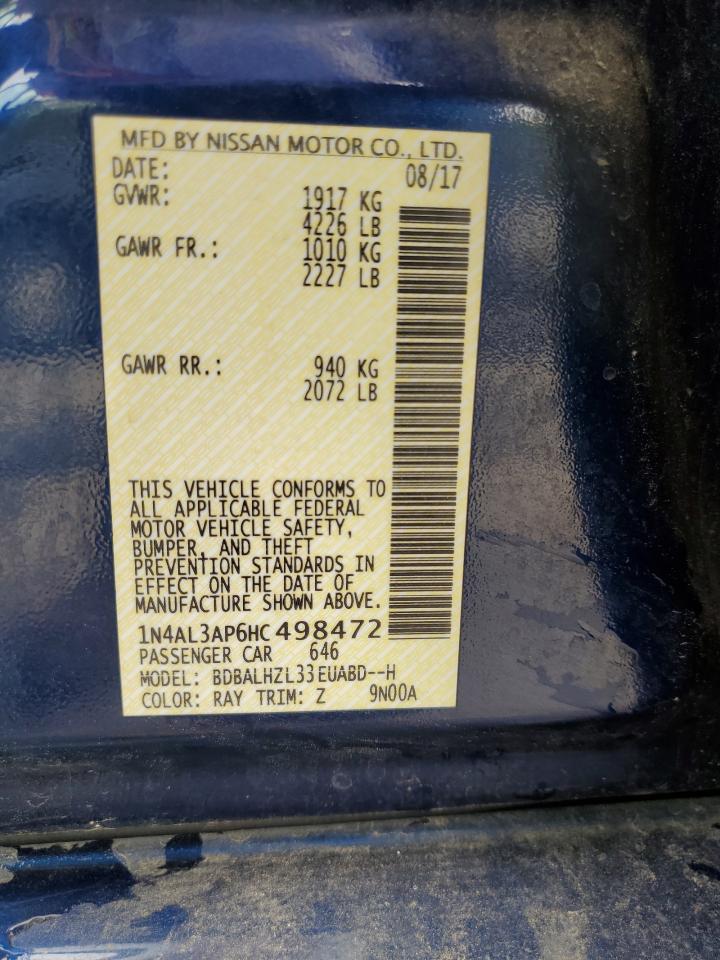 MFD BY NISSAN MOTOR CO., LTD.
DATE: 08/17
GVWR: 1917 KG
4226 LB
GAWR FR.: 1010 KG
2227 LB
GAWR RR.: 940 KG
2072 LB
THIS VEHICLE CONFORMS TO
ALL APPLICABLE FEDERAL
MOTOR VEHICLE SAFETY,
BUMPER, AND THEFT
PREVENTION STANDARDS IN
EFFECT ON THE DATE OF
MANUFACTURE SHOWN ABOVE.
1N4AL3AP6HC498472
PASSENGER CAR 646
MODEL: BDBALHZL33EUABD--H
COLOR: RAY TRIM: Z 9N00A